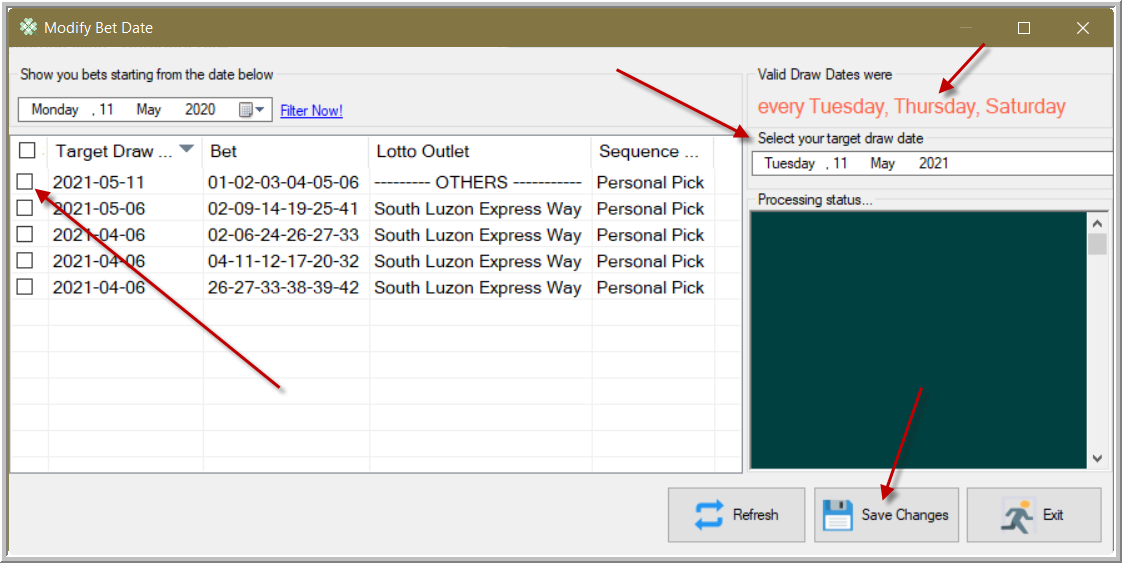 Modify Bet Date
Show you bets starting from the date below
Monday , 11 May 2020 Filter Now!
Target Draw ... Bet Lotto Outlet Sequence ...
2021-05-11 01-02-03-04-05-06 --------- OTHERS ----------- Personal Pick
2021-05-06 02-09-14-19-25-41 South Luzon Express Way Personal Pick
2021-04-06 02-06-24-26-27-33 South Luzon Express Way Personal Pick
2021-04-06 04-11-12-17-20-32 South Luzon Express Way Personal Pick
2021-04-06 26-27-33-38-39-42 South Luzon Express Way Personal Pick
Valid Draw Dates were
every Tuesday, Thursday, Saturday
Select your target draw date
Tuesday , 11 May 2021
Processing status...
Refresh Save Changes Exit